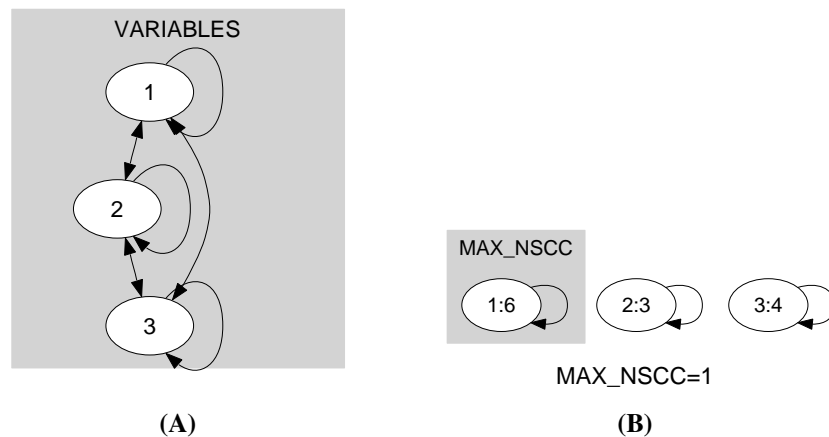 VARIABLES
1
2
3
(A)
MAX_NSCC
1:6
2:3
3:4
MAX_NSCC=1
(B)